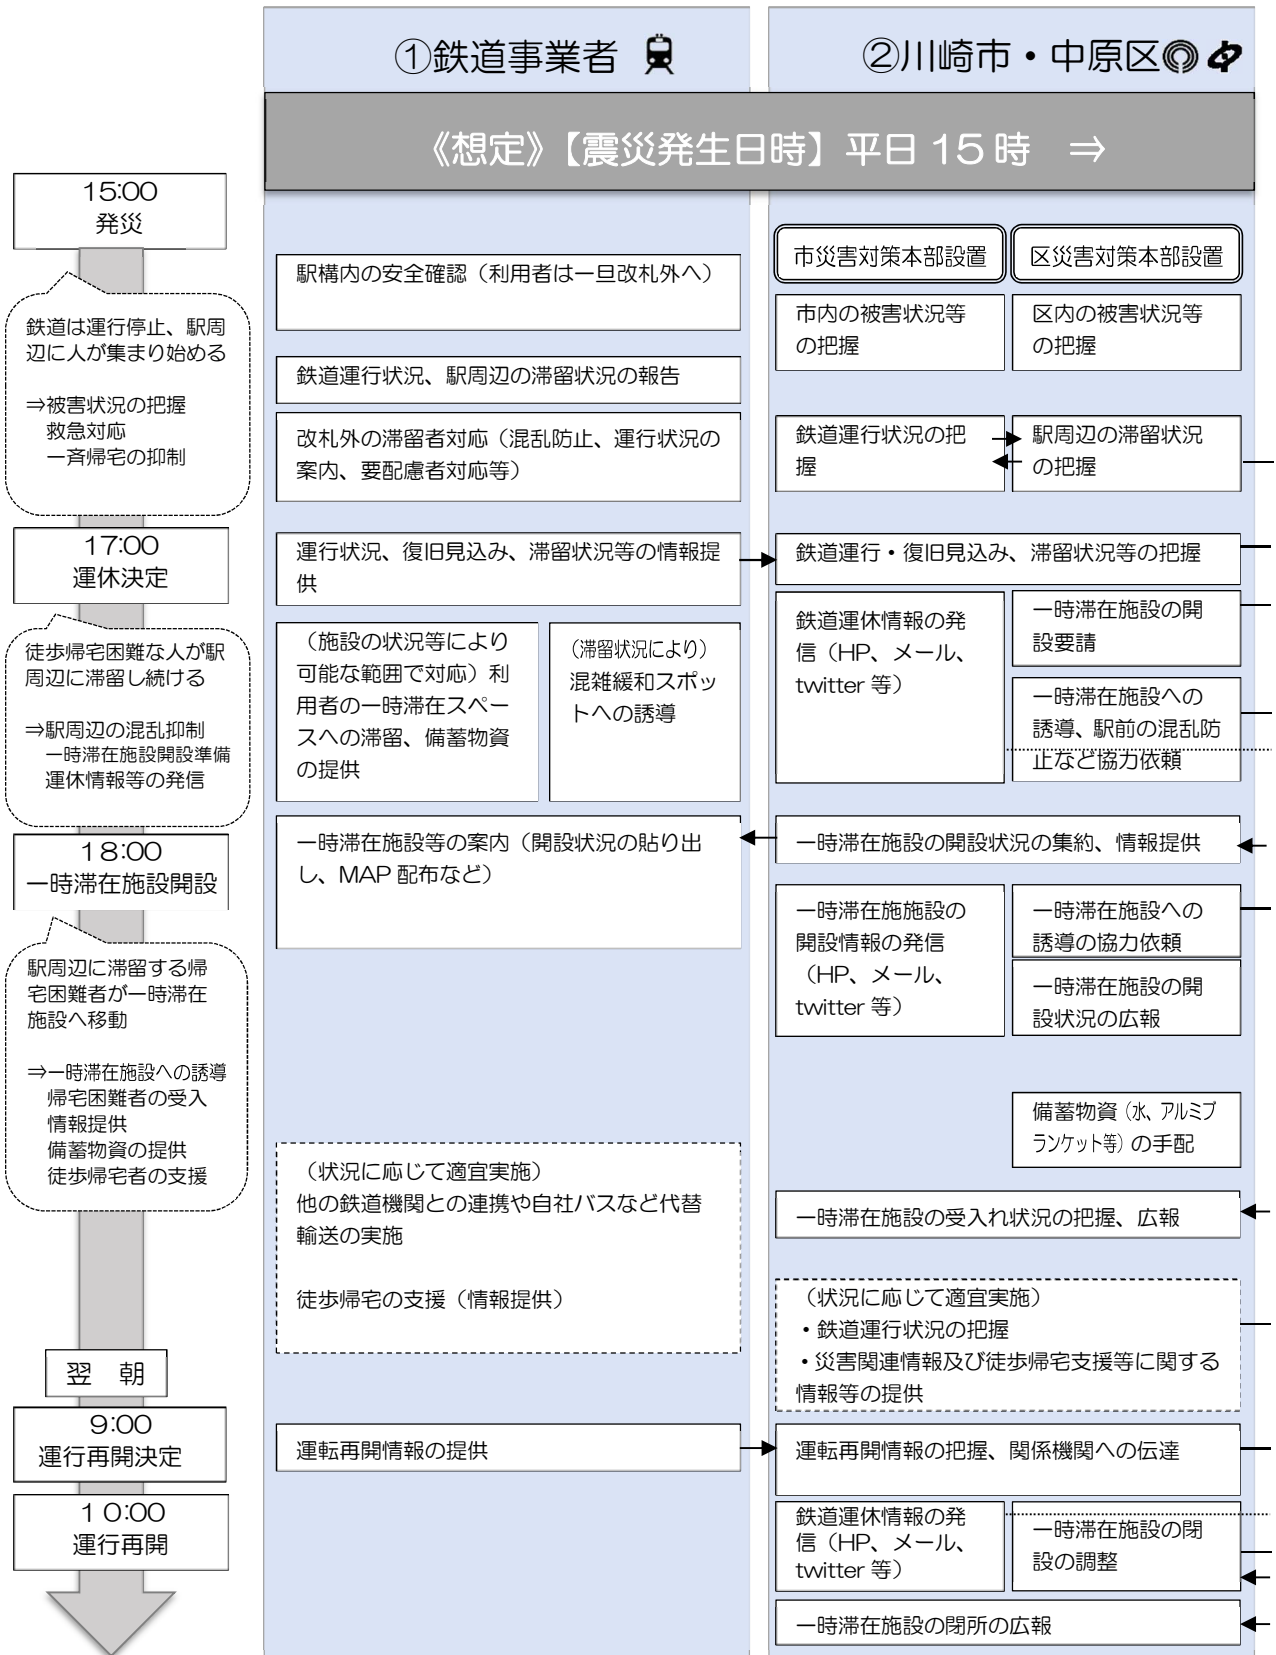 ①鉄道事業者
②川崎市・中原区
《想定》【震災発生日時】平日 15 時 ⇒
15:00
発災
鉄道は運行停止、駅周
辺に人が集まり始める
⇒被害状況の把握
救急対応
一斉帰宅の抑制
17:00
運休決定
徒歩帰宅困難な人が駅
周辺に滞留し続ける
⇒駅周辺の混乱抑制
一時滞在施設開設準備
運休情報等の発信
18:00
一時滞在施設開設
駅周辺に滞留する帰
宅困難者が一時滞在
施設へ移動
⇒一時滞在施設への誘導
帰宅困難者の受入
情報提供
備蓄物資の提供
徒歩帰宅者の支援
翌 朝
9:00
運行再開決定
10:00
運行再開
駅構内の安全確認（利用者は一旦改札外へ）
鉄道運行状況、駅周辺の滞留状況の報告
改札外の滞留者対応（混乱防止、運行状況の
案内、要配慮者対応等）
運行状況、復旧見込み、滞留状況等の情報提
供
（施設の状況等により
可能な範囲で対応）利
用者の一時滞在スペー
スへの滞留、備蓄物資
の提供
（滞留状況により）
混雑緩和スポッ
トへの誘導
一時滞在施設等の案内（開設状況の貼り出
し、MAP 配布など）
（状況に応じて適宜実施）
他の鉄道機関との連携や自社バスなど代替
輸送の実施
徒歩帰宅の支援（情報提供）
運転再開情報の提供
市災害対策本部設置
区災害対策本部設置
市内の被害状況等
の把握
区内の被害状況等
の把握
鉄道運行状況の把
握
駅周辺の滞留状況
の把握
鉄道運行・復旧見込み、滞留状況等の把握
鉄道運休情報の発
信（HP、メール、
twitter 等）
一時滞在施設の開
設要請
一時滞在施設への
誘導、駅前の混乱防
止など協力依頼
一時滞在施設の開設状況の集約、情報提供
一時滞在施施設の
開設情報の発信
（HP、メール、
twitter 等）
一時滞在施設への
誘導の協力依頼
一時滞在施設の開
設状況の広報
備蓄物資（水、アルミブ
ランケット等）の手配
一時滞在施設の受入れ状況の把握、広報
（状況に応じて適宜実施）
・鉄道運行状況の把握
・災害関連情報及び徒歩帰宅支援等に関する
情報等の提供
運転再開情報の把握、関係機関への伝達
鉄道運休情報の発
信（HP、メール、
twitter 等）
一時滞在施設の閉
設の調整
一時滞在施設の閉所の広報